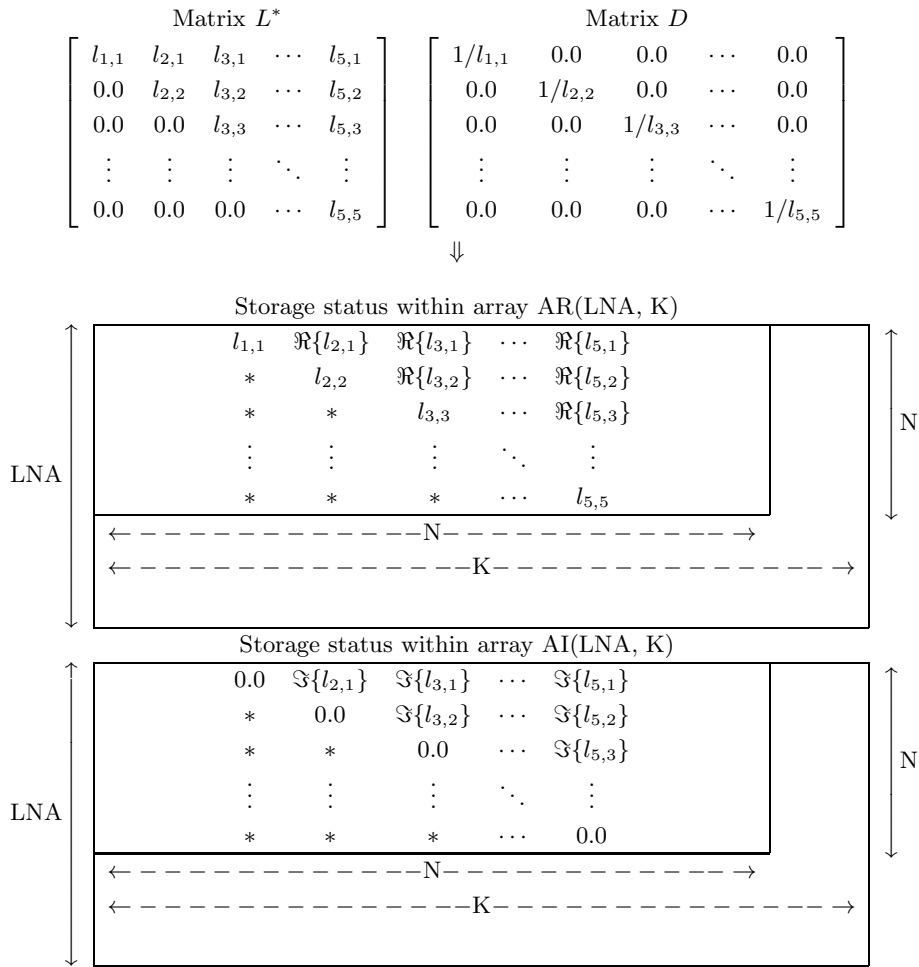 Matrix L* Matrix D
l1,1 l2,1 l3,1 ⋯ l5,1 1/l1,1 0.0 0.0 ⋯ 0.0
0.0 l2,2 l3,2 ⋯ l5,2 0.0 1/l2,2 0.0 ⋯ 0.0
0.0 0.0 l3,3 ⋯ l5,3 0.0 0.0 1/l3,3 ⋯ 0.0
⋮ ⋮ ⋮ ⋱ ⋮ ⋮ ⋮ ⋮ ⋱ ⋮
0.0 0.0 0.0 ⋯ l5,5 0.0 0.0 0.0 ⋯ 1/l5,5
⇓
Storage status within array AR(LNA, K)
l1,1 ℜ{l2,1} ℜ{l3,1} ⋯ ℜ{l5,1}
* l2,2 ℜ{l3,2} ⋯ ℜ{l5,2}
* * l3,3 ⋯ ℜ{l5,3}
N
⋮ ⋮ ⋮ ⋱ ⋮
LNA
* * * ⋯ l5,5
N
K
Storage status within array AI(LNA, K)
0.0 ℑ{l2,1} ℑ{l3,1} ⋯ ℑ{l5,1}
* 0.0 ℑ{l3,2} ⋯ ℑ{l5,2}
* * 0.0 ⋯ ℑ{l5,3}
N
⋮ ⋮ ⋮ ⋱ ⋮
LNA
* * * ⋯ 0.0
N
K